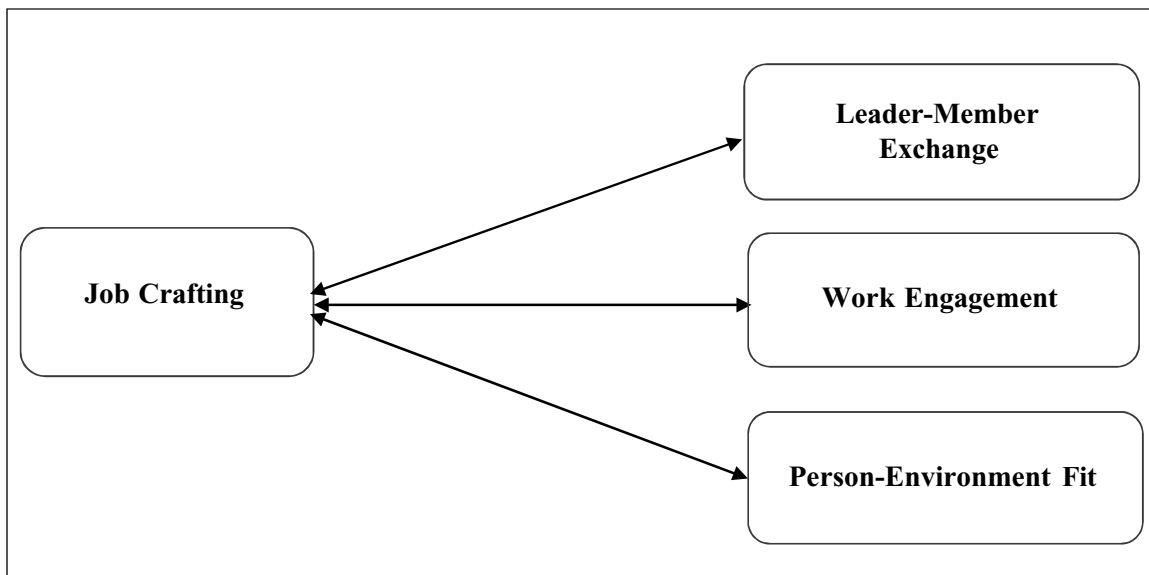 Leader-Member
Exchange
Job Crafting
Work Engagement
Person-Environment Fit